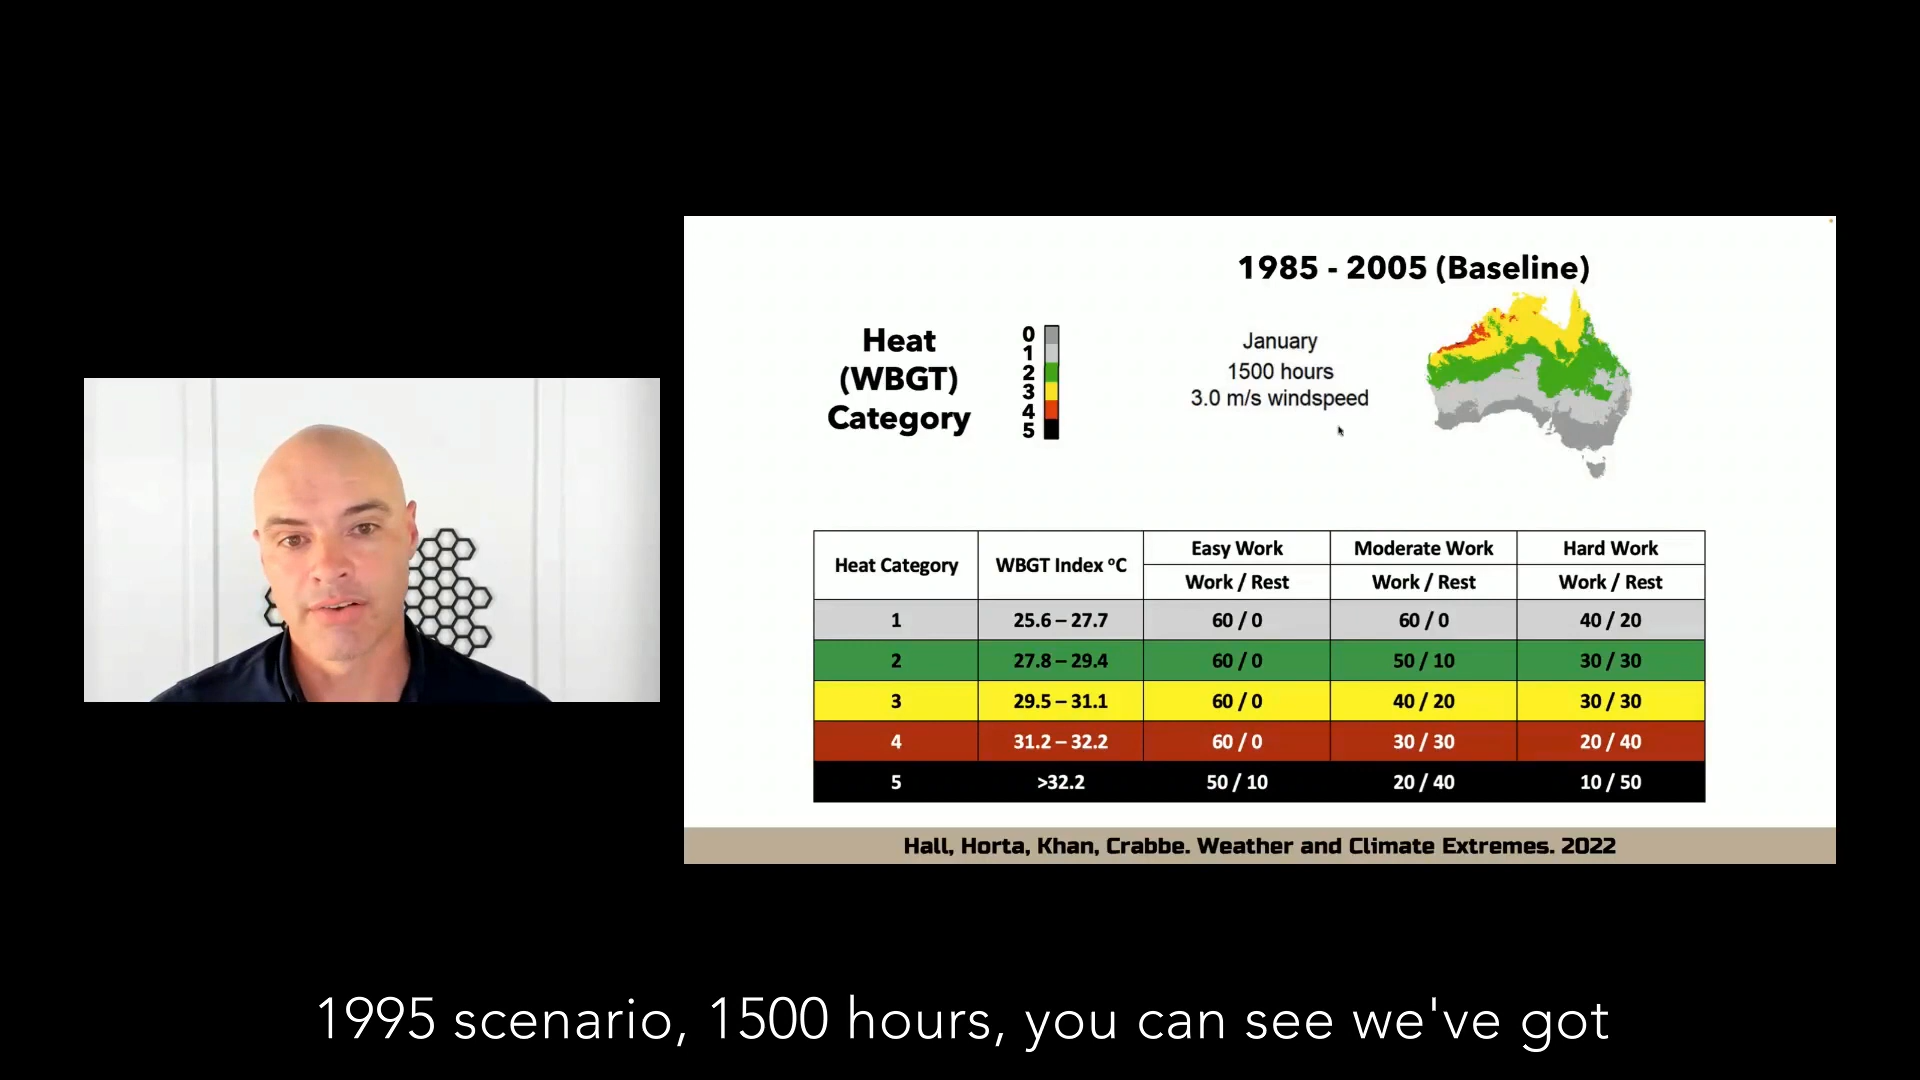 1985 - 2005 (Baseline)
Heat
(WBGT)
Category
0
1
2
3
4
5
January
1500 hours
3.0 m/s windspeed
Heat Category WBGT Index °C Easy Work Moderate Work Hard Work
Work / Rest Work / Rest Work / Rest
1 25.6 – 27.7 60 / 0 60 / 0 40 / 20
2 27.8 – 29.4 60 / 0 50 / 10 30 / 30
3 29.5 – 31.1 60 / 0 40 / 20 30 / 30
4 31.2 – 32.2 60 / 0 30 / 30 20 / 40
5 >32.2 50 / 10 20 / 40 10 / 50
Hall, Horta, Khan, Crabbe. Weather and Climate Extremes. 2022
1995 scenario, 1500 hours, you can see we've got